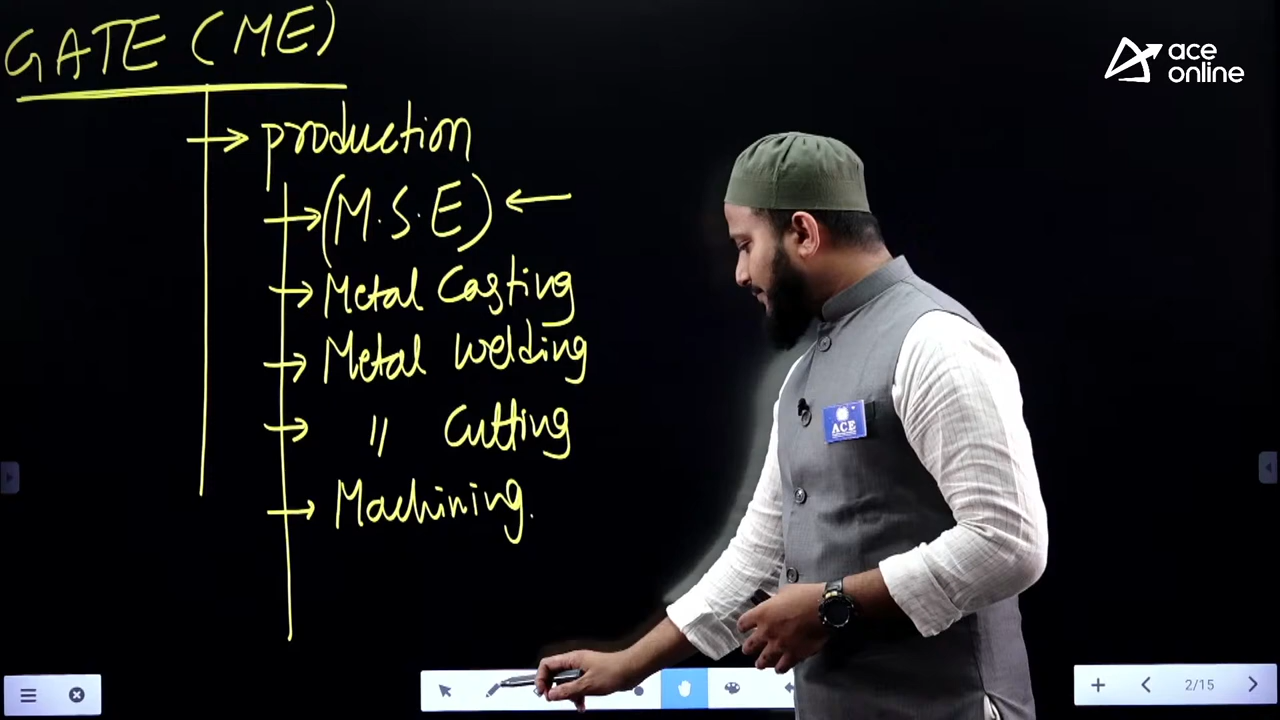 GATE (ME)
production
(M.S.E)
Metal Casting
Metal welding
〃 Cutting
Machining.
ace
online
ACE
2/15